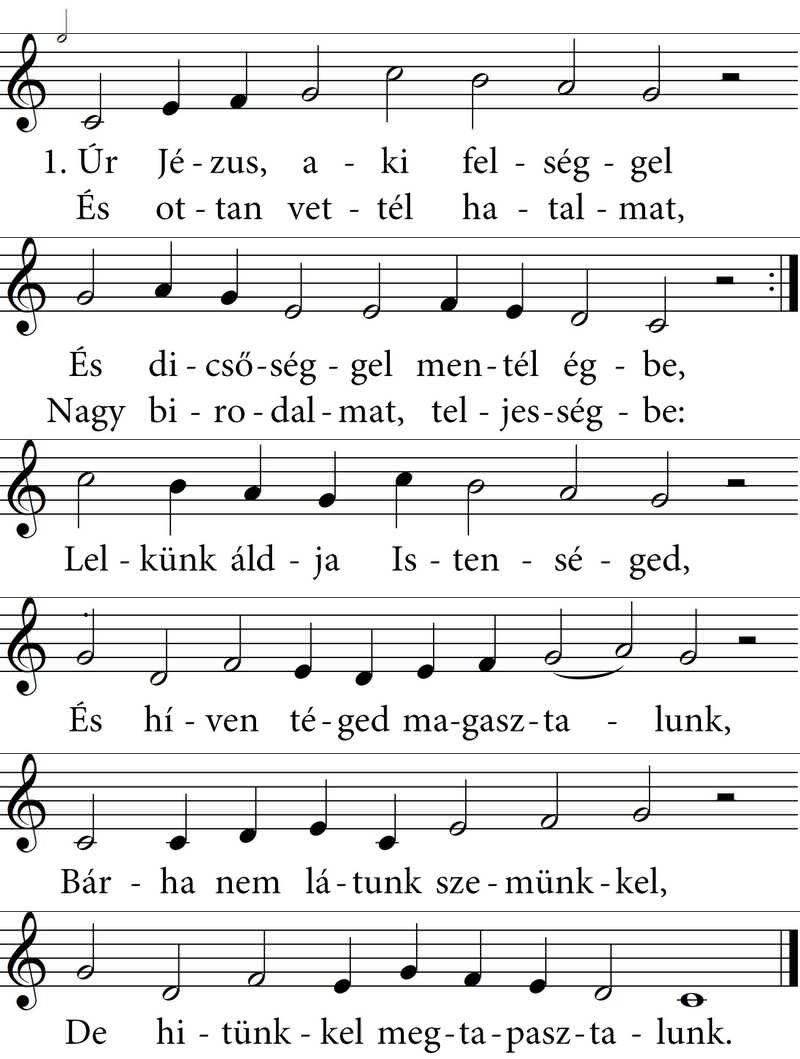 1. Úr Jé - zus, a - ki fel - ség - gel
És ot - tan vet - tél ha - tal - mat,
És di - cső - ség - gel men - tél ég - be,
Nagy bi - ro - dal - mat, tel - jes - ség - be:
Lel - künk áld - ja Is - ten - sé - ged,
És hí - ven té - ged ma - gasz - ta - lunk,
Bár - ha nem lá - tunk sze - münk - kel,
De hi - tünk - kel meg - ta - pasz - ta - lunk.